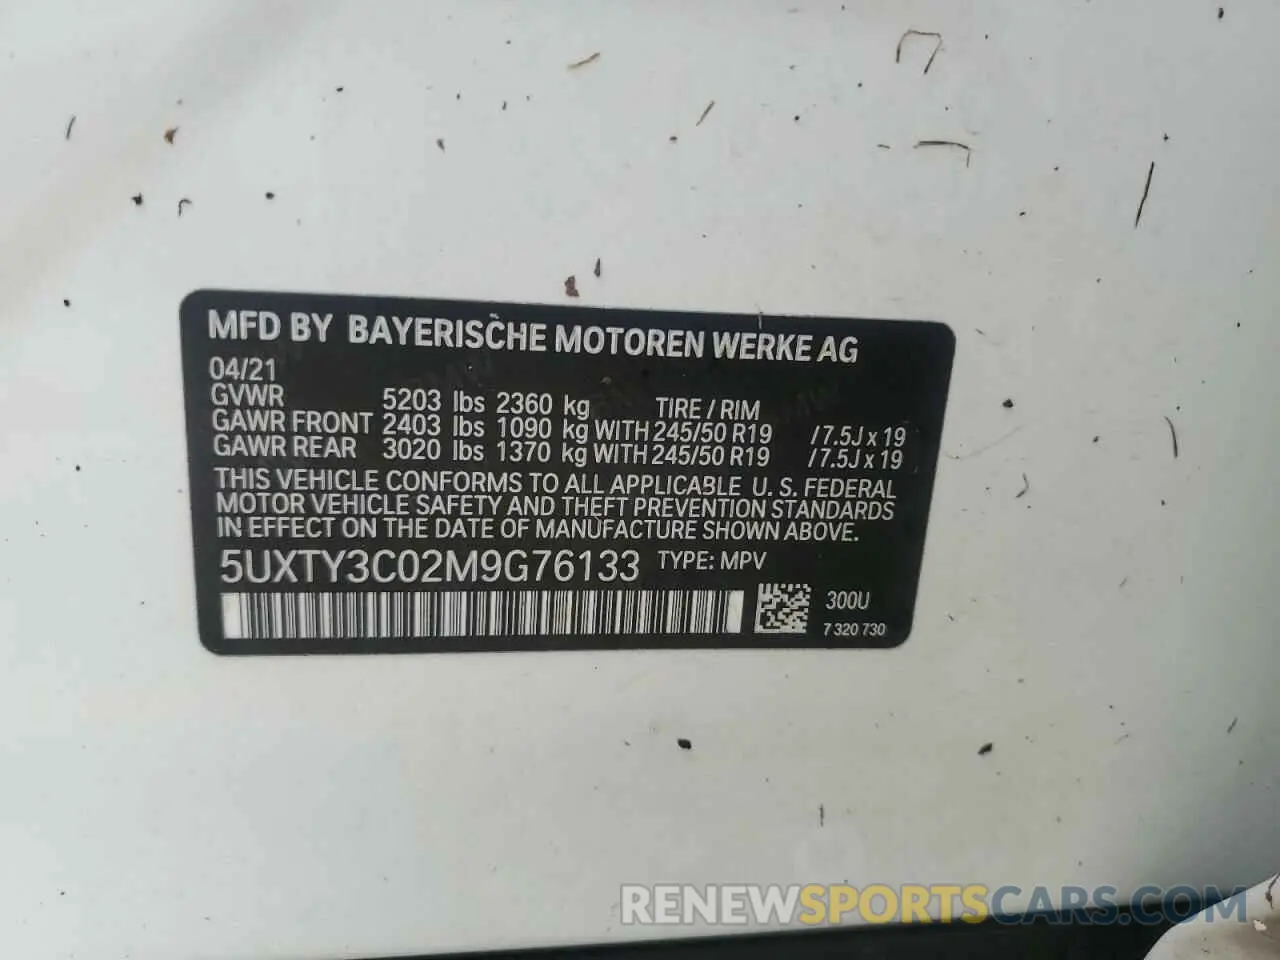 MFD BY BAYERISCHE MOTOREN WERKE AG
04/21
GVWR 5203 lbs 2360 kg TIRE / RIM
GAWR FRONT 2403 lbs 1090 kg WITH 245/50 R19 / 7.5J x 19
GAWR REAR 3020 lbs 1370 kg WITH 245/50 R19 / 7.5J x 19
THIS VEHICLE CONFORMS TO ALL APPLICABLE U. S. FEDERAL
MOTOR VEHICLE SAFETY AND THEFT PREVENTION STANDARDS
IN EFFECT ON THE DATE OF MANUFACTURE SHOWN ABOVE.
5UXTY3C02M9G76133 TYPE: MPV
300U
7 320 730
RENEWSPORTSCARS.COM